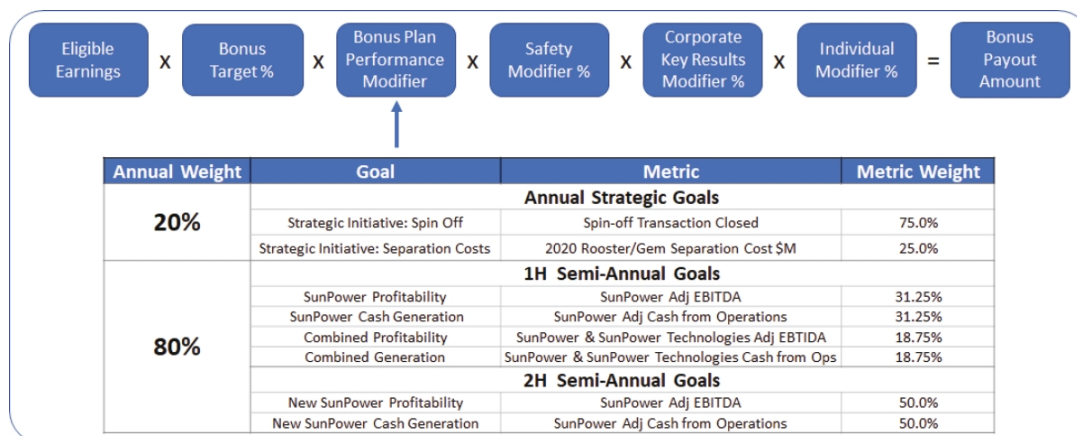 Eligible
Earnings
X
Bonus
Target %
X
Bonus Plan
Performance
Modifier
X
Safety
Modifier %
X
Corporate
Key Results
Modifier %
X
Individual
Modifier %
=
Bonus
Payout
Amount
Annual Weight Goal Metric Metric Weight
20%
Annual Strategic Goals
Strategic Initiative: Spin Off Spin-off Transaction Closed 75.0%
Strategic Initiative: Separation Costs 2020 Rooster/Gem Separation Cost $M 25.0%
80%
1H Semi-Annual Goals
SunPower Profitability SunPower Adj EBITDA 31.25%
SunPower Cash Generation SunPower Adj Cash from Operations 31.25%
Combined Profitability SunPower & SunPower Technologies Adj EBTIDA 18.75%
Combined Generation SunPower & SunPower Technologies Cash from Ops 18.75%
2H Semi-Annual Goals
New SunPower Profitability SunPower Adj EBITDA 50.0%
New SunPower Cash Generation SunPower Adj Cash from Operations 50.0%